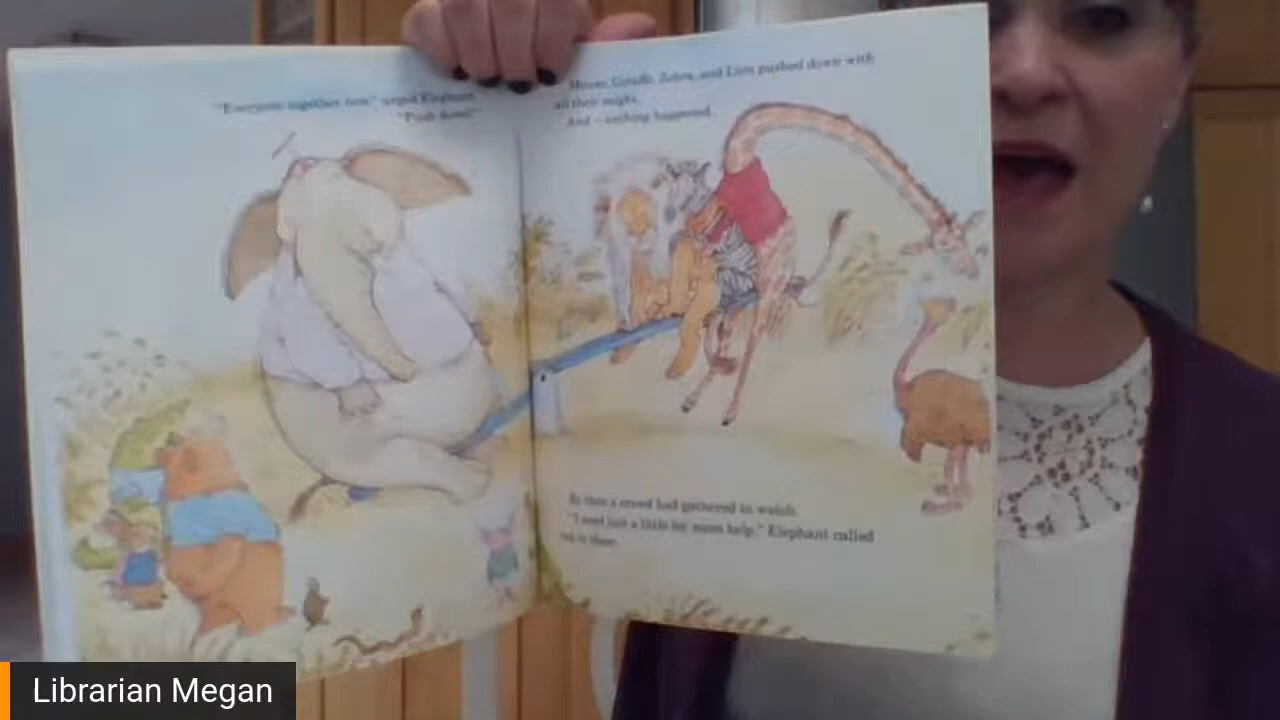 "Everyone together now," urged Elephant.
"Push down!"
Mouse, Giraffe, Zebra, and Lion pushed down with
all their might.
And—nothing happened.
By then a crowd had gathered to watch.
"I need just a little bit more help," Elephant called
out to them.
Librarian Megan